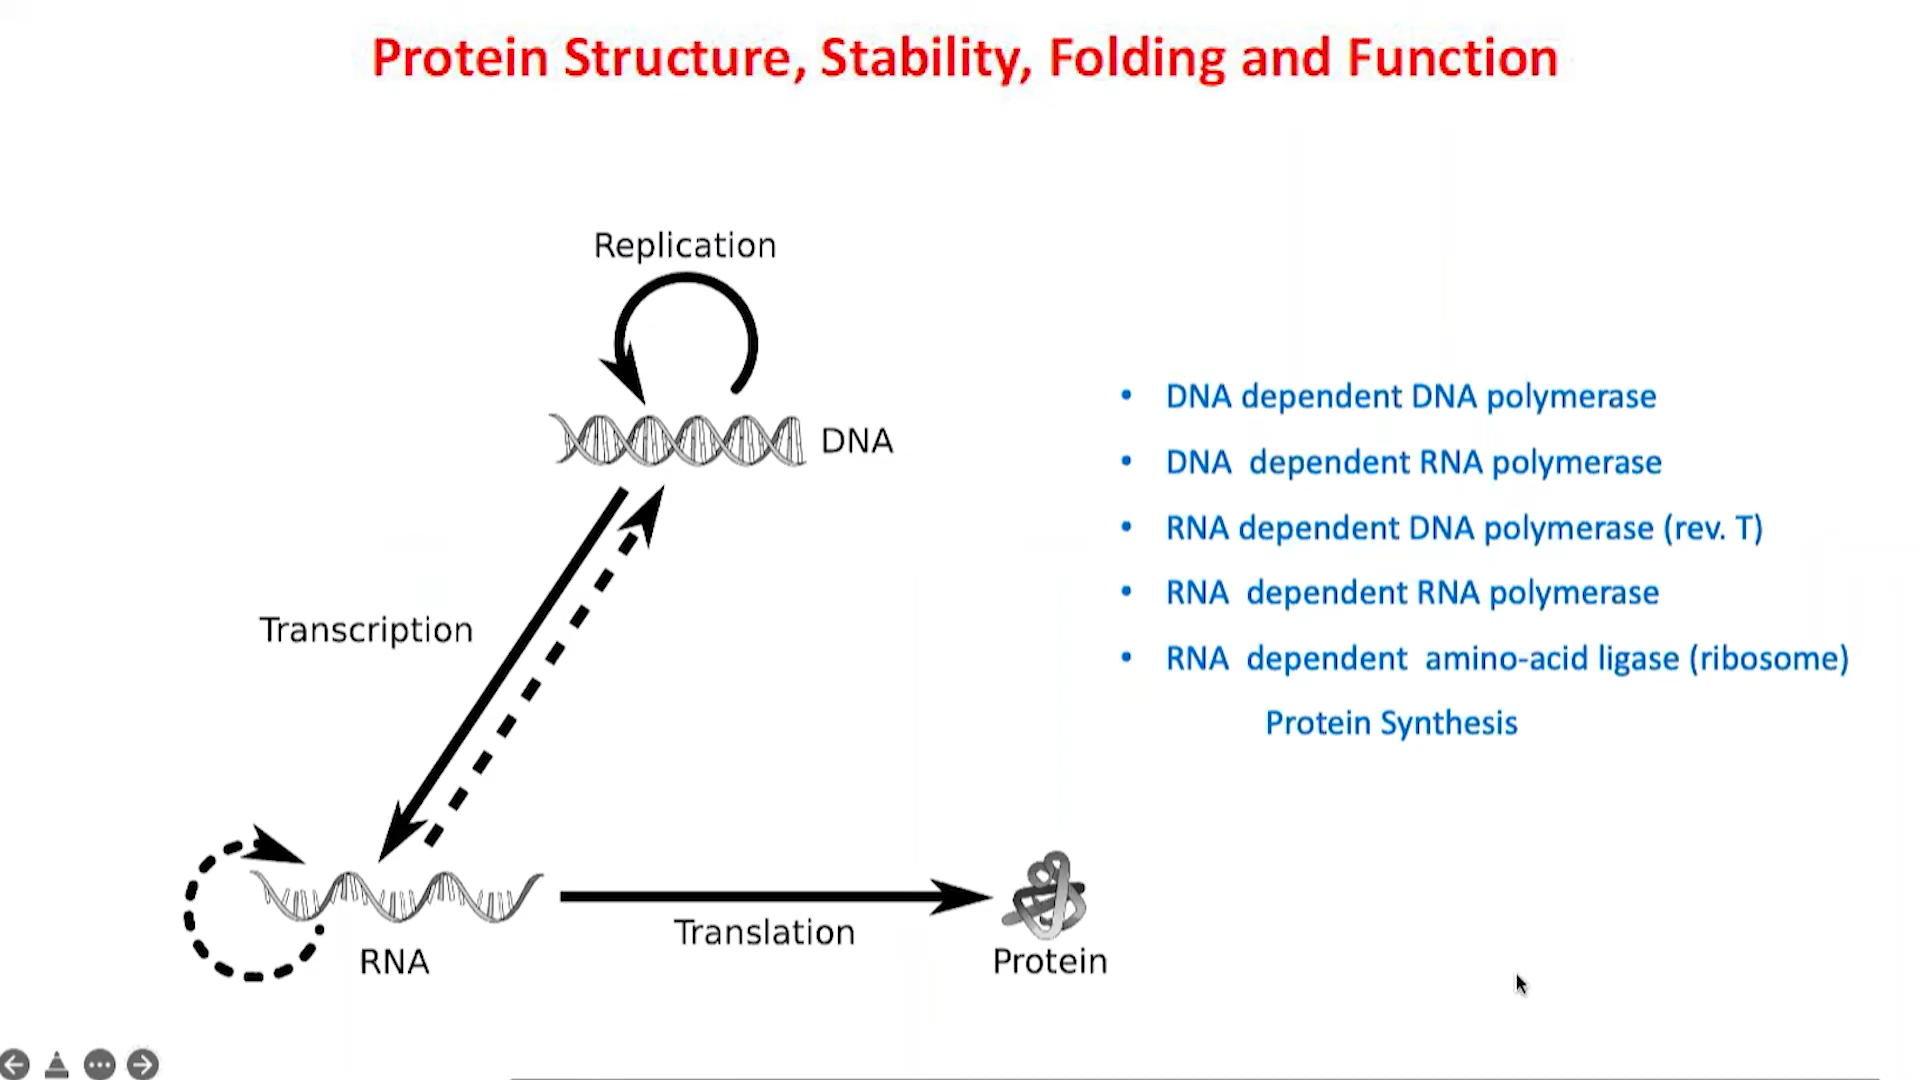 Protein Structure, Stability, Folding and Function
Replication
DNA
Transcription
RNA
Translation
Protein
• DNA dependent DNA polymerase
• DNA  dependent RNA polymerase
• RNA dependent DNA polymerase (rev. T)
• RNA  dependent RNA polymerase
• RNA  dependent  amino-acid ligase (ribosome)
Protein Synthesis